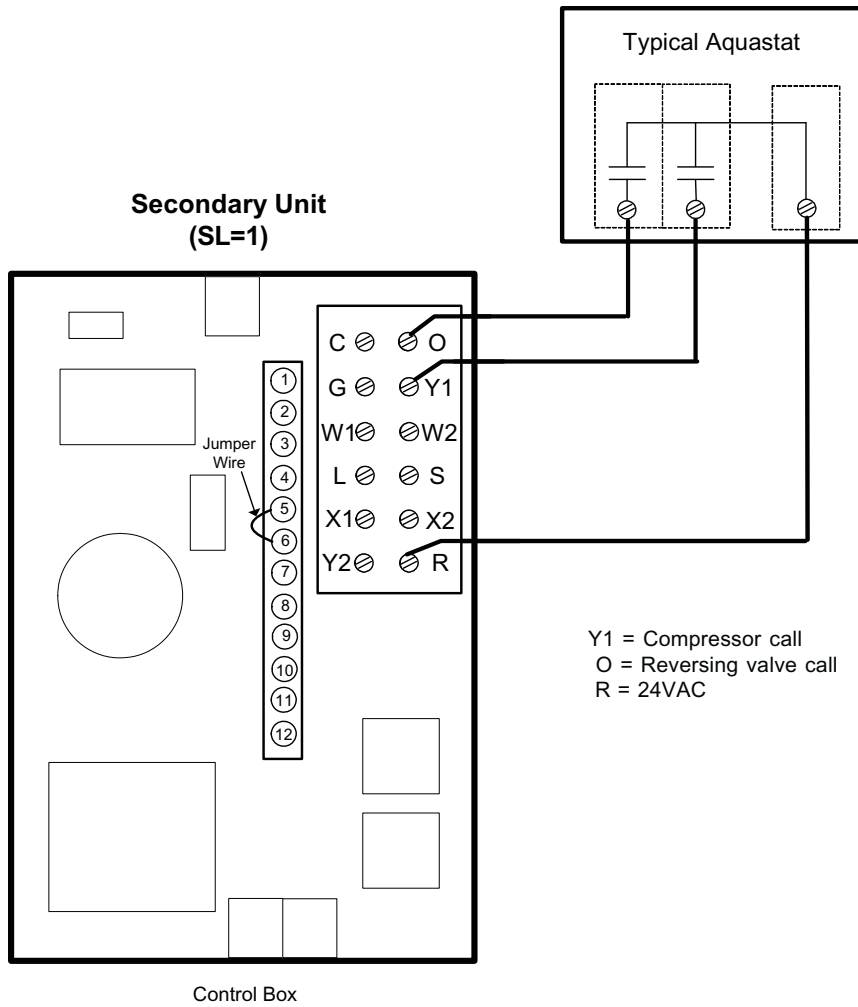 Typical Aquastat
Secondary Unit
(SL=1)
C O
G Y1
W1 W2
L S
X1 X2
Y2 R
Jumper
Wire
1
2
3
4
5
6
7
8
9
10
11
12
Y1 = Compressor call
O = Reversing valve call
R = 24VAC
Control Box